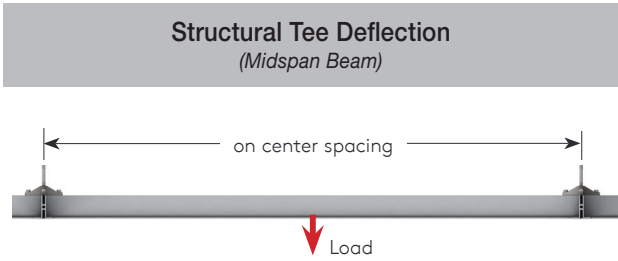 Structural Tee Deflection
(Midspan Beam)
on center spacing
Load